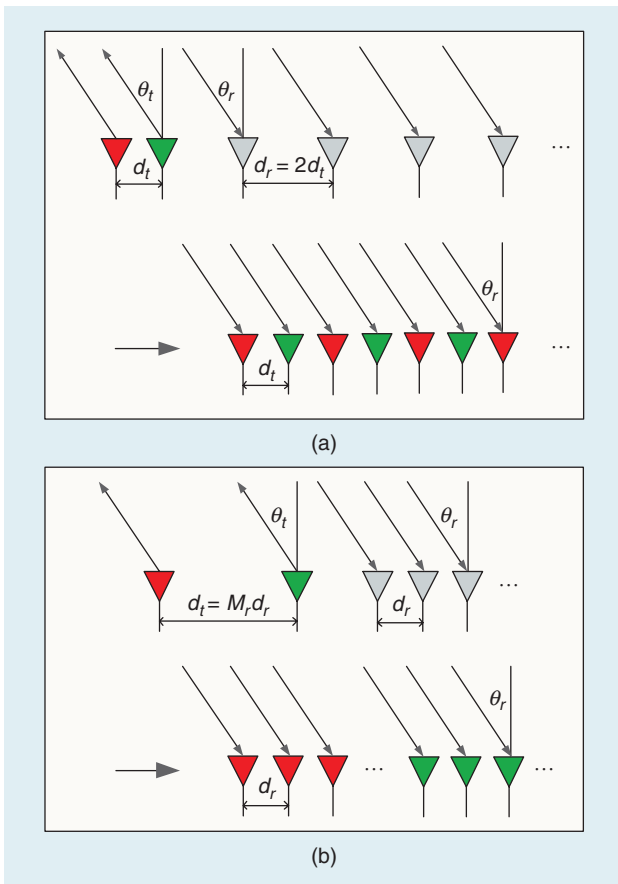 θt θr
dt dr = 2dt ...
θr
dt ...
(a)
θt θr
dt = Mrdr dr ...
θr
dr ... ...
(b)